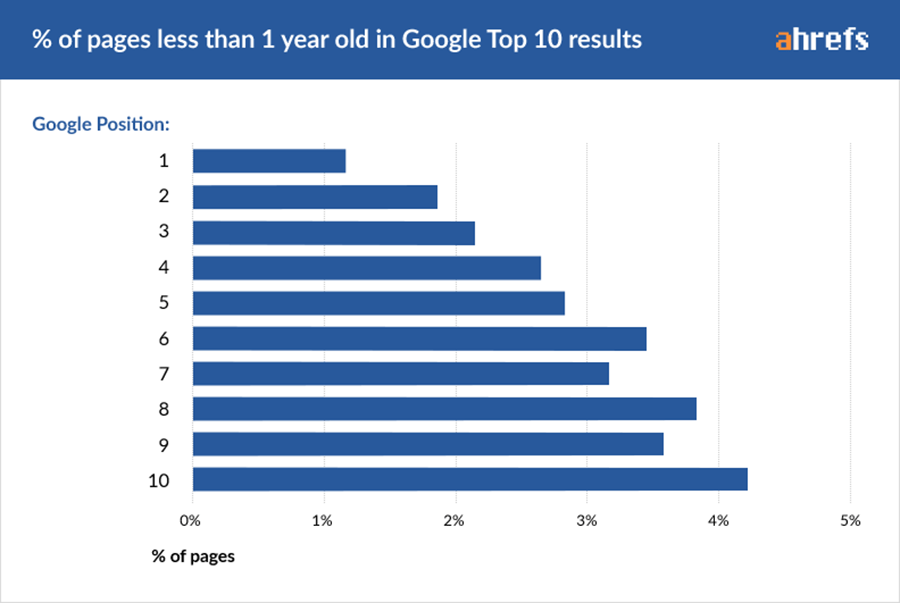 % of pages less than 1 year old in Google Top 10 results
ahrefs
Google Position:
1
2
3
4
5
6
7
8
9
10
0% 1% 2% 3% 4% 5%
% of pages